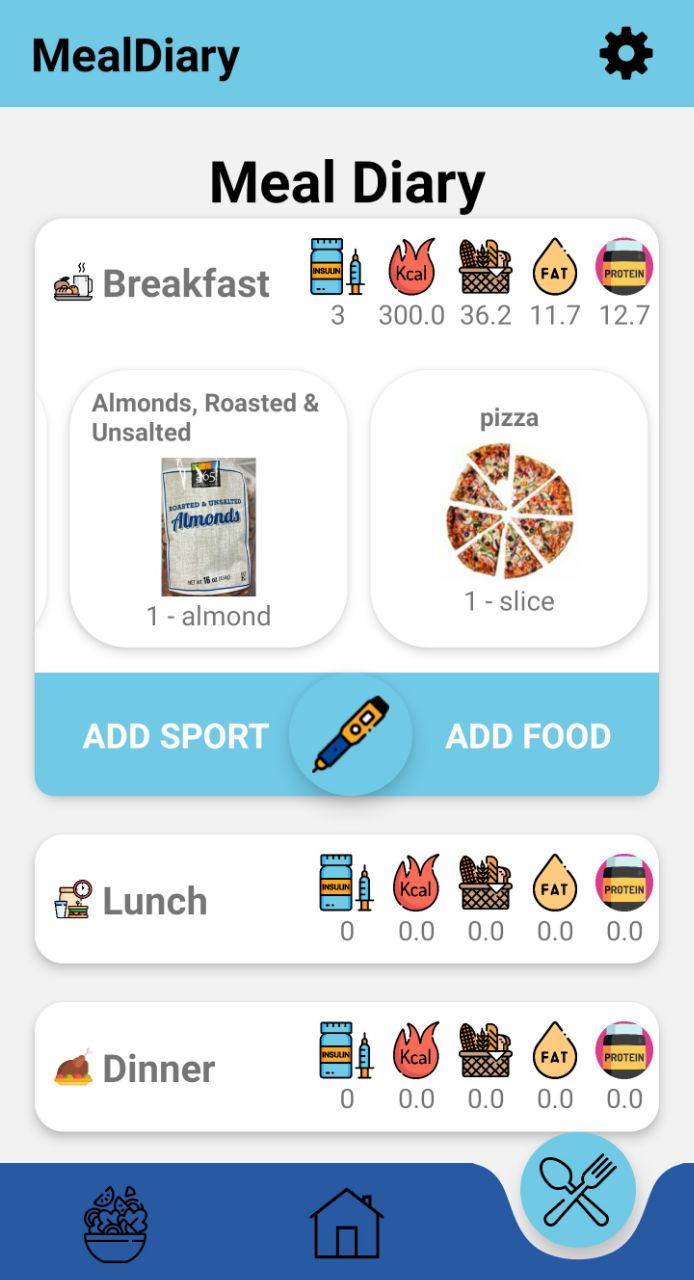 MealDiary
Meal Diary
Breakfast
INSULIN
Kcal
FAT
PROTEIN
3
300.0
36.2
11.7
12.7
Almonds, Roasted &
Unsalted
365
ROASTED & UNSALTED
Almonds
NET WT 16 oz
1 - almond
pizza
1 - slice
ADD SPORT
ADD FOOD
Lunch
INSULIN
Kcal
FAT
PROTEIN
0
0.0
0.0
0.0
0.0
Dinner
INSULIN
Kcal
FAT
PROTEIN
0
0.0
0.0
0.0
0.0